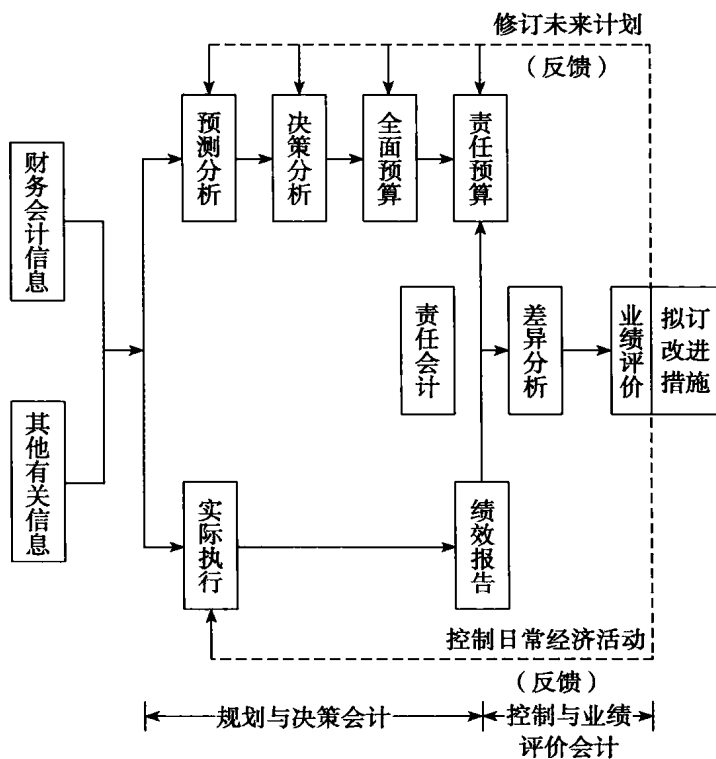 修订未来计划
（反馈）
预测分析
决策分析
全面预算
责任预算
财务会计信息
责任会计
差异分析
业绩评价
拟订
改进
措施
其他有关信息
实际执行
绩效报告
控制日常经济活动
（反馈）
规划与决策会计
控制与业绩
评价会计